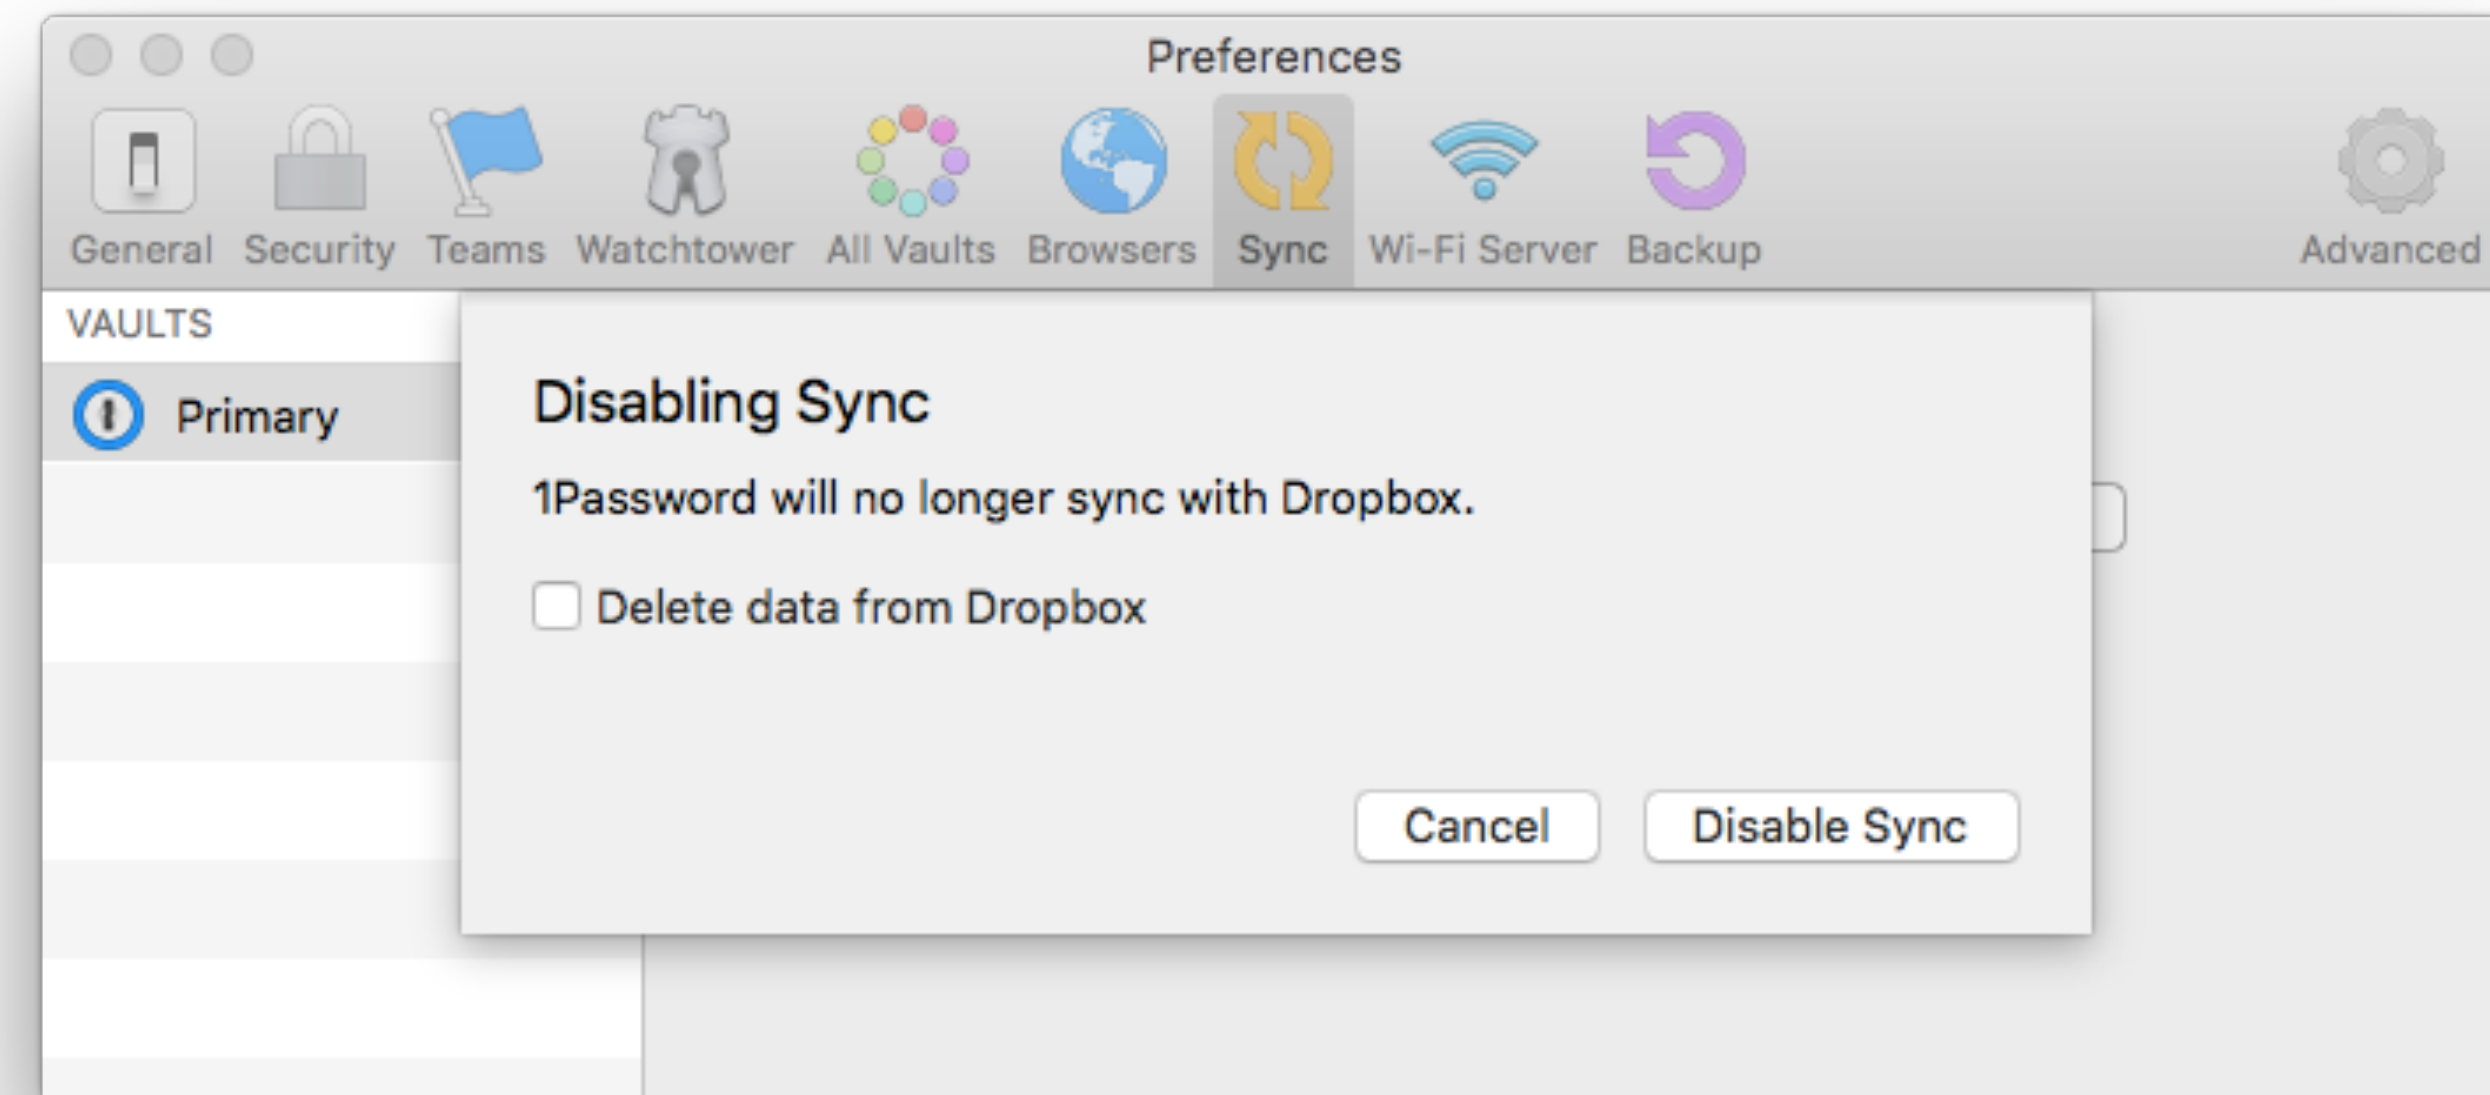 Preferences
General Security Teams Watchtower All Vaults Browsers Sync Wi-Fi Server Backup Advanced
VAULTS
Primary
Disabling Sync
1Password will no longer sync with Dropbox.
Delete data from Dropbox
Cancel Disable Sync